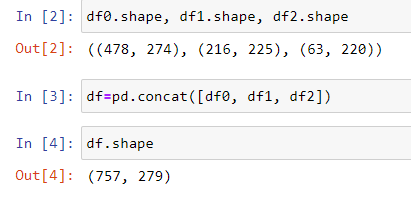 In [2]: df0.shape, df1.shape, df2.shape
Out[2]: ((478, 274), (216, 225), (63, 220))
In [3]: df=pd.concat([df0, df1, df2])
In [4]: df.shape
Out[4]: (757, 279)